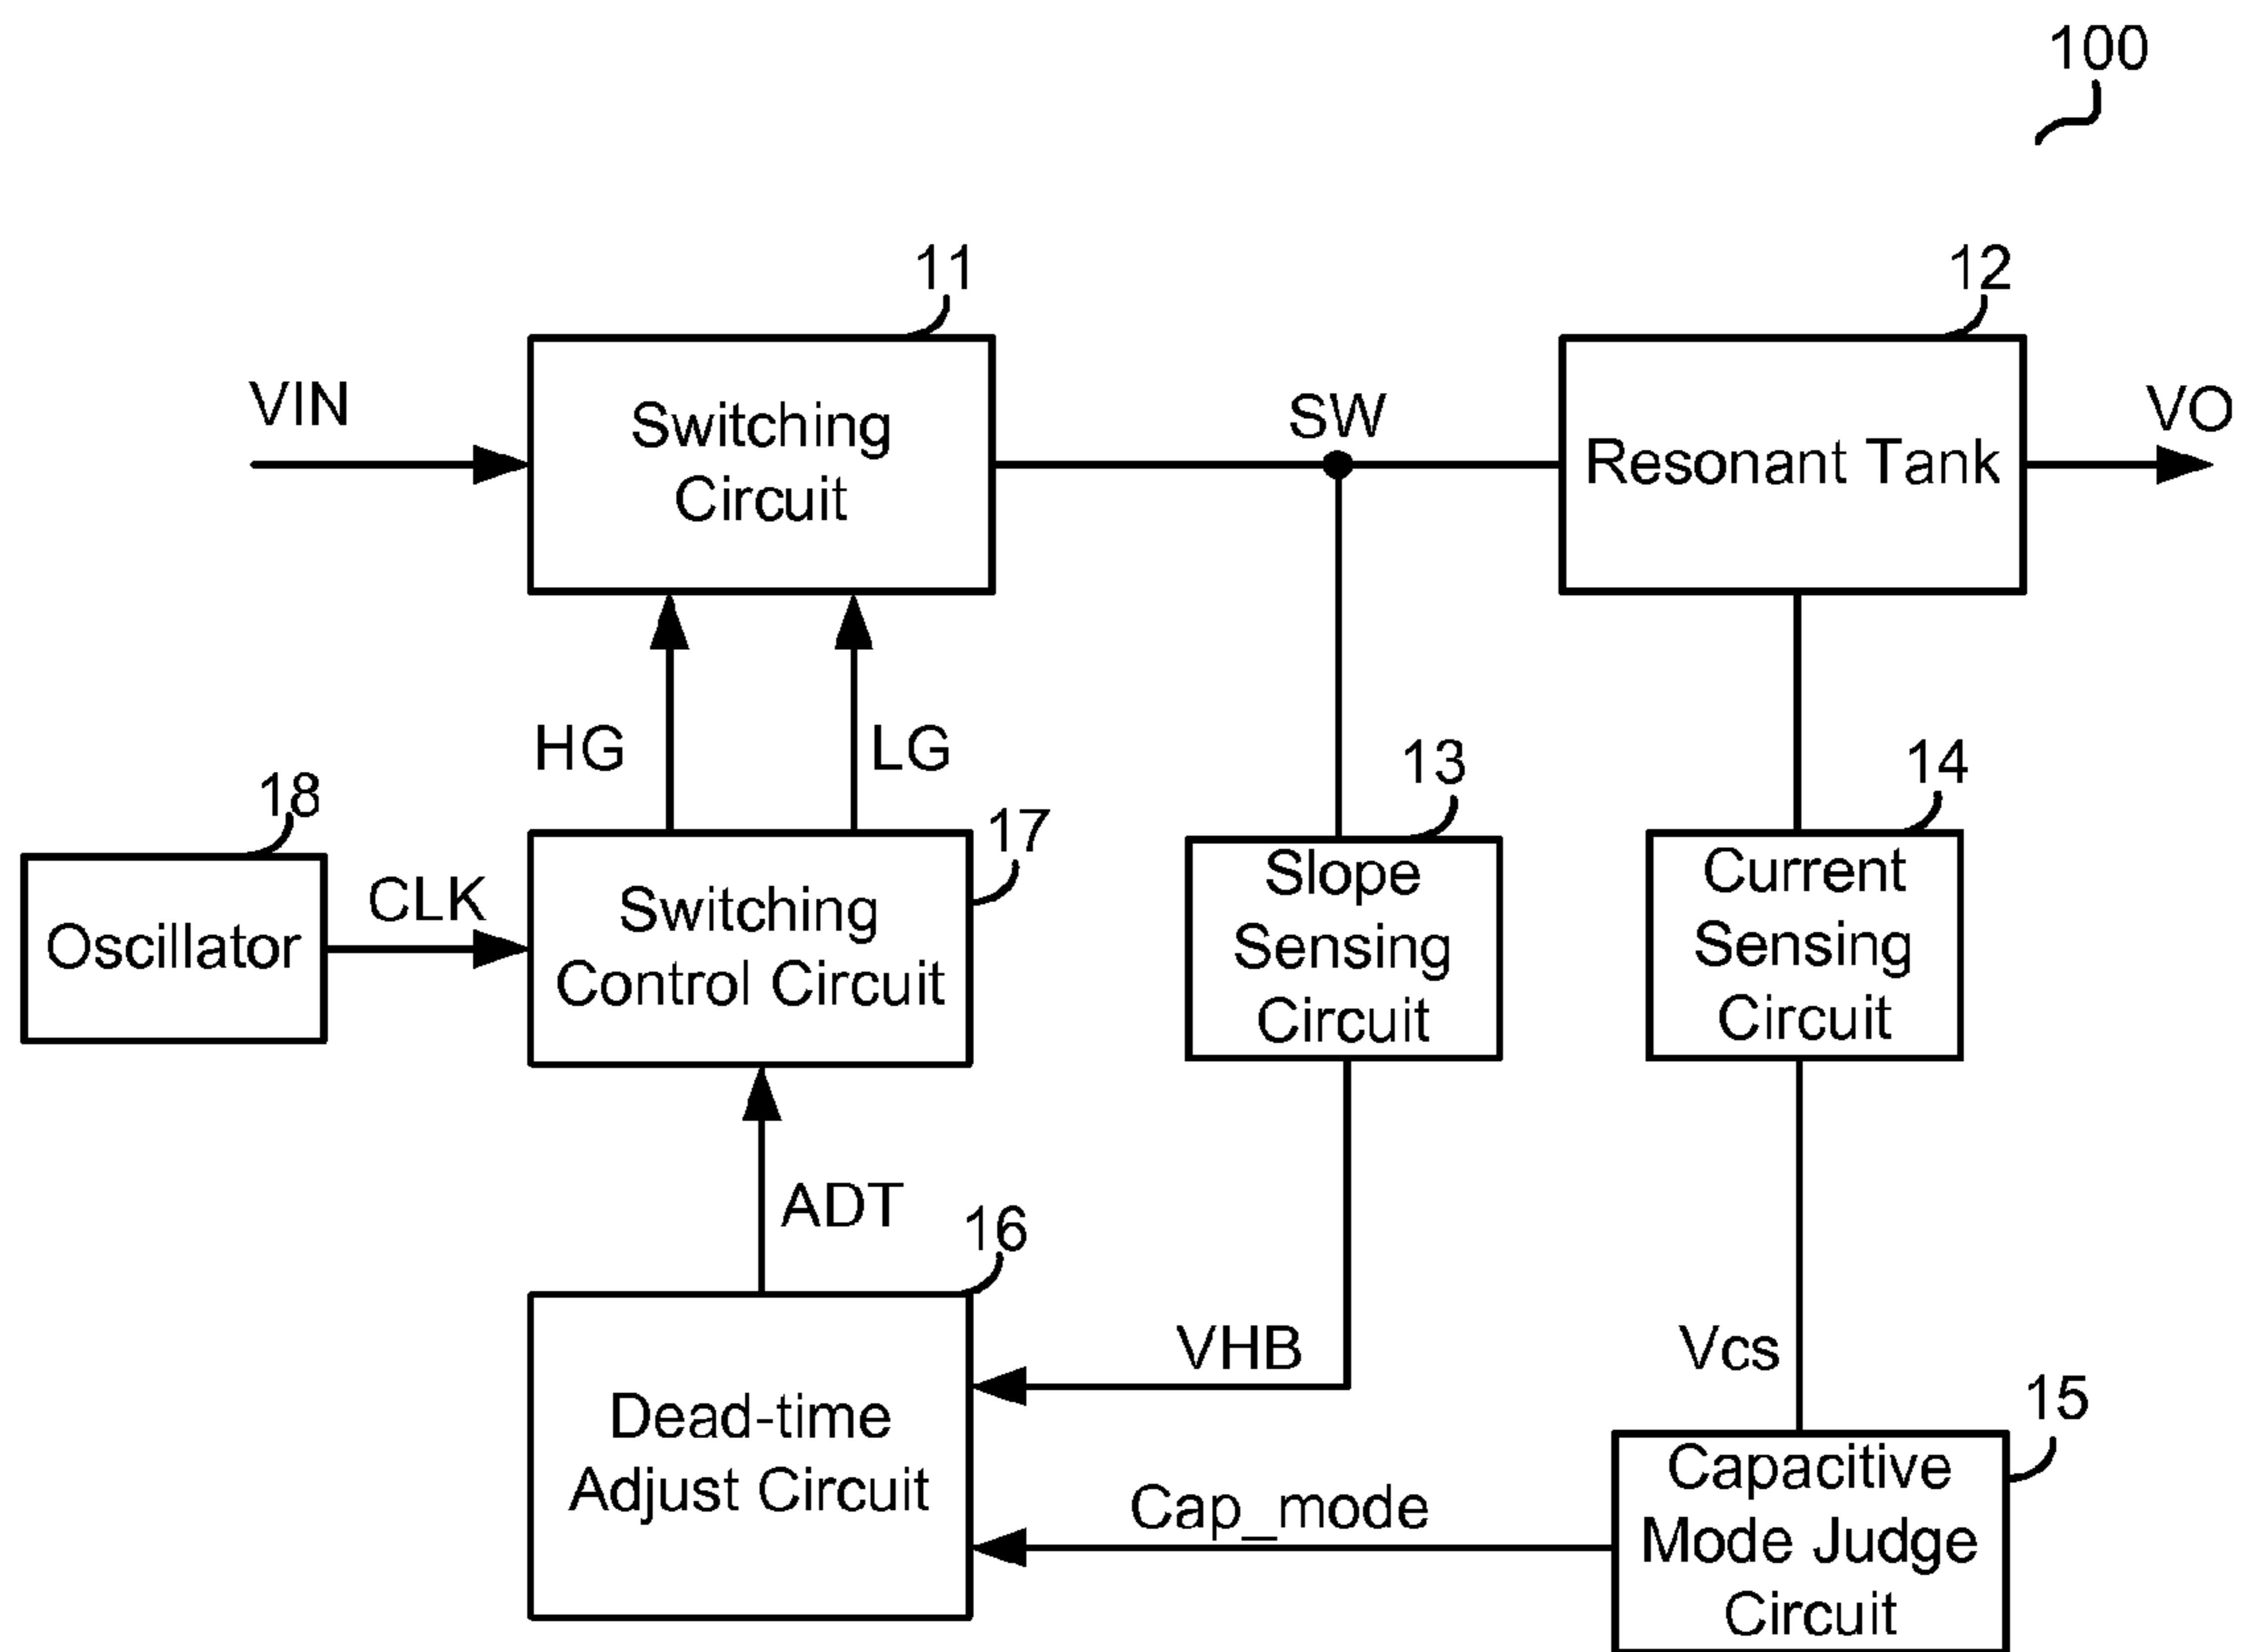 100
11
12
VIN
Switching
Circuit
SW
Resonant Tank
VO
HG
LG
13
14
18
17
CLK
Oscillator
Switching
Control Circuit
Slope
Sensing
Circuit
Current
Sensing
Circuit
ADT
16
VHB
Vcs
15
Dead-time
Adjust Circuit
Cap_mode
Capacitive
Mode Judge
Circuit